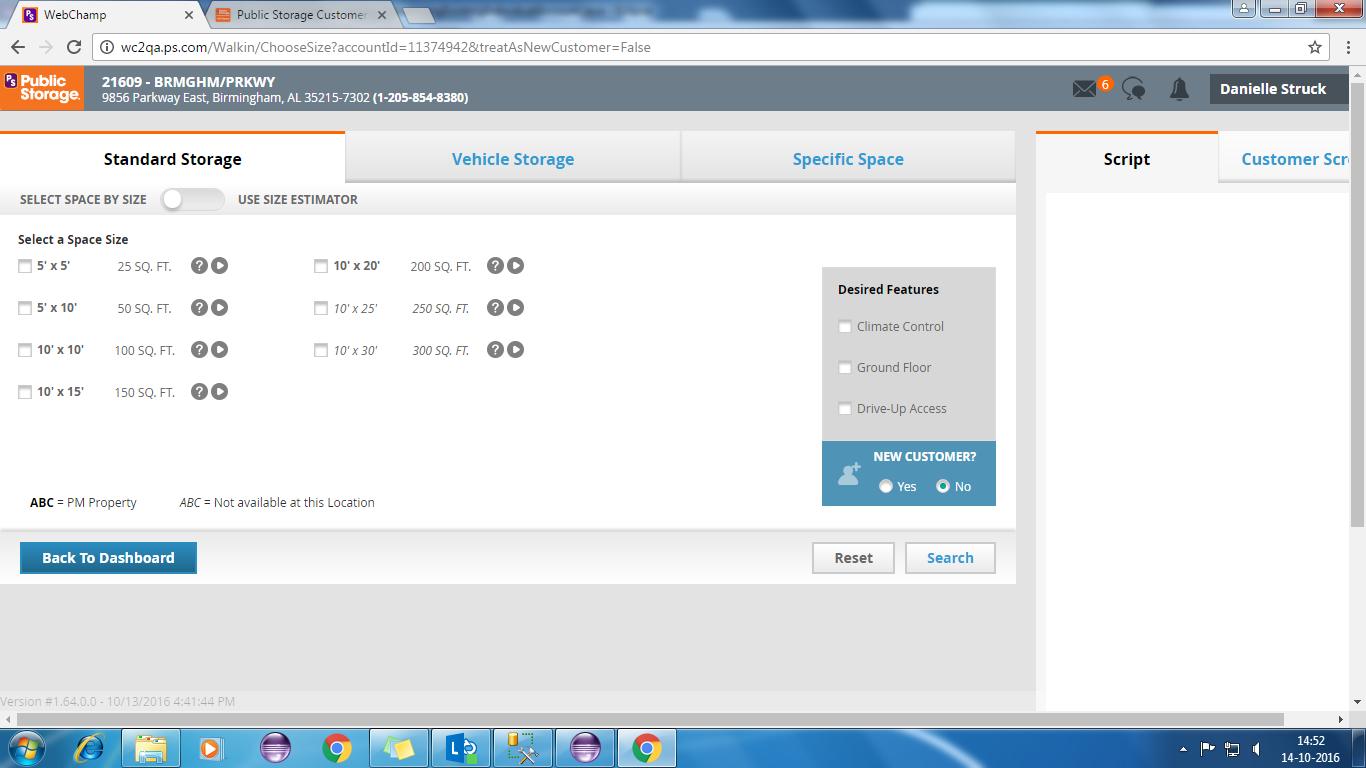 WebChamp
Public Storage Customer
wc2qa.ps.com/Walkin/ChooseSize?accountId=11374942&treatAsNewCustomer=False
PS Public Storage.
21609 - BRMGHM/PRKWY
9856 Parkway East, Birmingham, AL 35215-7302 (1-205-854-8380)
6
Danielle Struck
Standard Storage
Vehicle Storage
Specific Space
Script
Customer Scr
SELECT SPACE BY SIZE
USE SIZE ESTIMATOR
Select a Space Size
5' x 5' 25 SQ. FT. ?
10' x 20' 200 SQ. FT. ?
5' x 10' 50 SQ. FT. ?
10' x 25' 250 SQ. FT. ?
10' x 10' 100 SQ. FT. ?
10' x 30' 300 SQ. FT. ?
10' x 15' 150 SQ. FT. ?
Desired Features
Climate Control
Ground Floor
Drive-Up Access
NEW CUSTOMER?
Yes No
ABC = PM Property
ABC = Not available at this Location
Back To Dashboard
Reset
Search
Version #1.64.0.0 - 10/13/2016 4:41:44 PM
14:52
14-10-2016